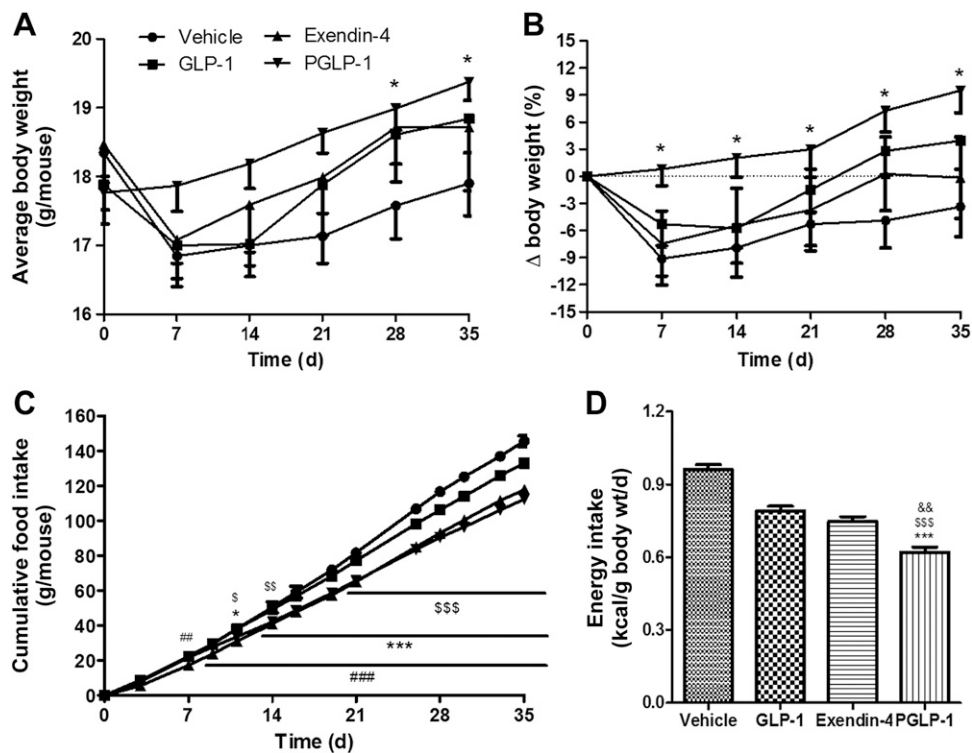 A
Average body weight
(g/mouse)
20
19
18
17
16
Vehicle
GLP-1
Exendin-4
PGLP-1
* *
0 7 14 21 28 35
Time (d)
B
Δ body weight (%)
15
12
9
6
3
0
-3
-6
-9
-12
-15
* * * * *
0 7 14 21 28 35
Time (d)
C
Cumulative food intake
(g/mouse)
160
140
120
100
80
60
40
20
0
##
$
*
$$
$$$
***
###
0 7 14 21 28 35
Time (d)
D
Energy intake
(kcal/g body wt/d)
1.2
0.9
0.6
0.3
0.0
&&
$$$
***
Vehicle GLP-1 Exendin-4 PGLP-1